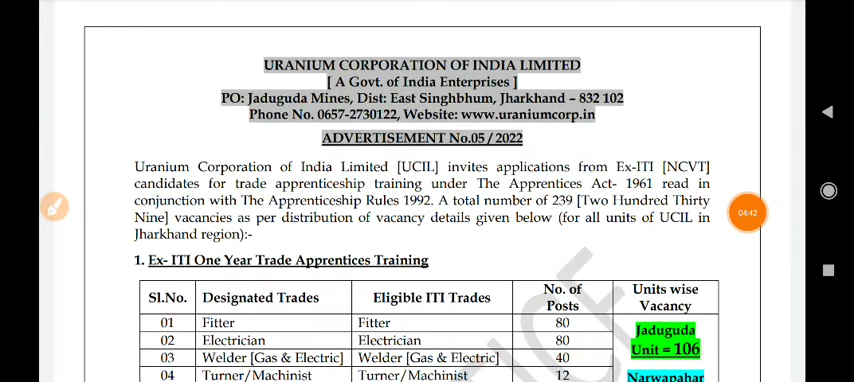 URANIUM CORPORATION OF INDIA LIMITED
[ A Govt. of India Enterprises ]
PO: Jaduguda Mines, Dist: East Singhbhum, Jharkhand – 832 102
Phone No. 0657-2730122, Website: www.uraniumcorp.in
ADVERTISEMENT No.05 / 2022
Uranium Corporation of India Limited [UCIL] invites applications from Ex-ITI [NCVT]
candidates for trade apprenticeship training under The Apprentices Act- 1961 read in
conjunction with The Apprenticeship Rules 1992. A total number of 239 [Two Hundred Thirty
Nine] vacancies as per distribution of vacancy details given below (for all units of UCIL in
Jharkhand region):-
1. Ex- ITI One Year Trade Apprentices Training
Sl.No. Designated Trades Eligible ITI Trades No. of Posts Units wise Vacancy
01 Fitter Fitter 80
02 Electrician Electrician 80
03 Welder [Gas & Electric] Welder [Gas & Electric] 40
04 Turner/Machinist Turner/Machinist 12
Jaduguda
Unit = 106
Narwapahar
04:42